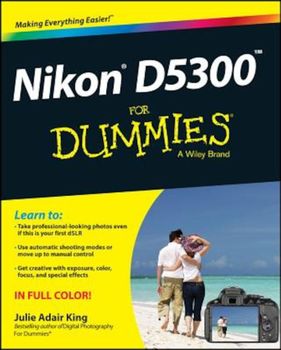 Making Everything Easier!™
Nikon® D5300™
FOR
DUMMIES®
A Wiley Brand
Learn to:
• Take professional-looking photos even
if this is your first dSLR
• Use automatic shooting modes or
move up to manual control
• Get creative with exposure, color,
focus, and special effects
IN FULL COLOR!
Julie Adair King
Bestselling author of Digital Photography
For Dummies®